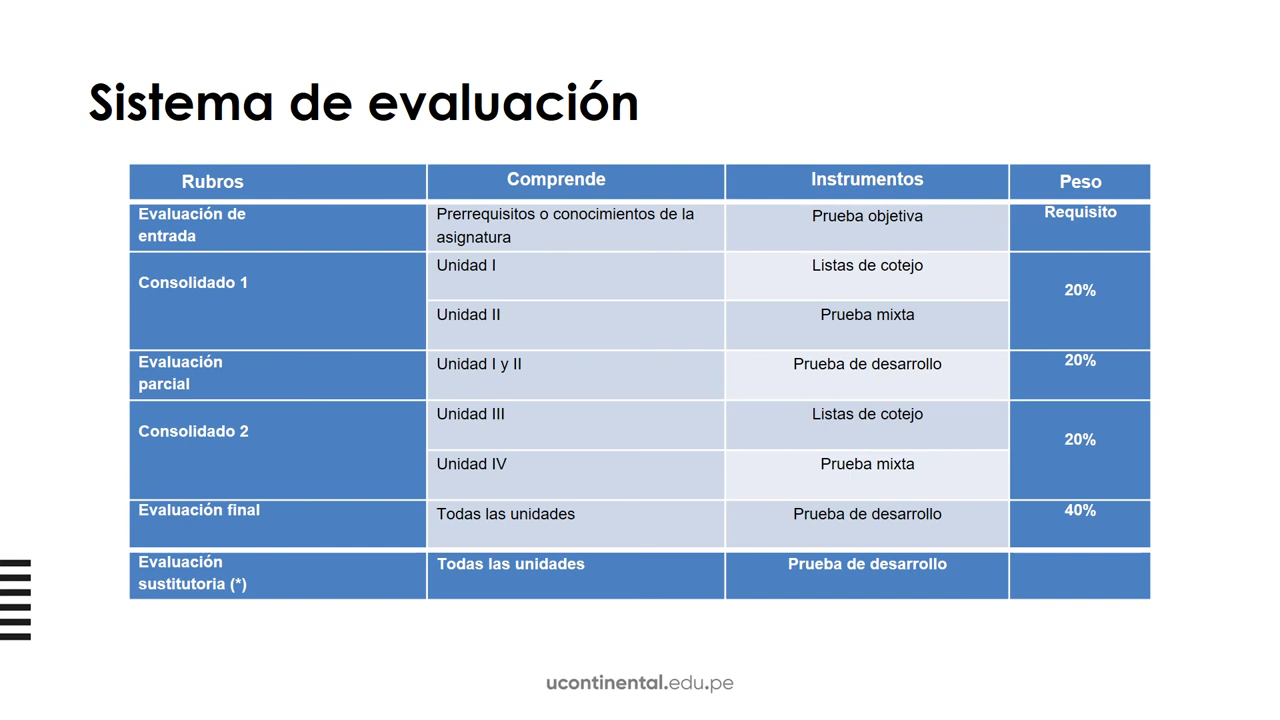 Sistema de evaluación
Rubros
Comprende
Instrumentos
Peso
Evaluación de
entrada
Prerrequisitos o conocimientos de la
asignatura
Prueba objetiva
Requisito
Consolidado 1
Unidad I
Listas de cotejo
20%
Unidad II
Prueba mixta
Evaluación
parcial
Unidad I y II
Prueba de desarrollo
20%
Consolidado 2
Unidad III
Listas de cotejo
20%
Unidad IV
Prueba mixta
Evaluación final
Todas las unidades
Prueba de desarrollo
40%
Evaluación
sustitutoria (*)
Todas las unidades
Prueba de desarrollo
ucontinental.edu.pe